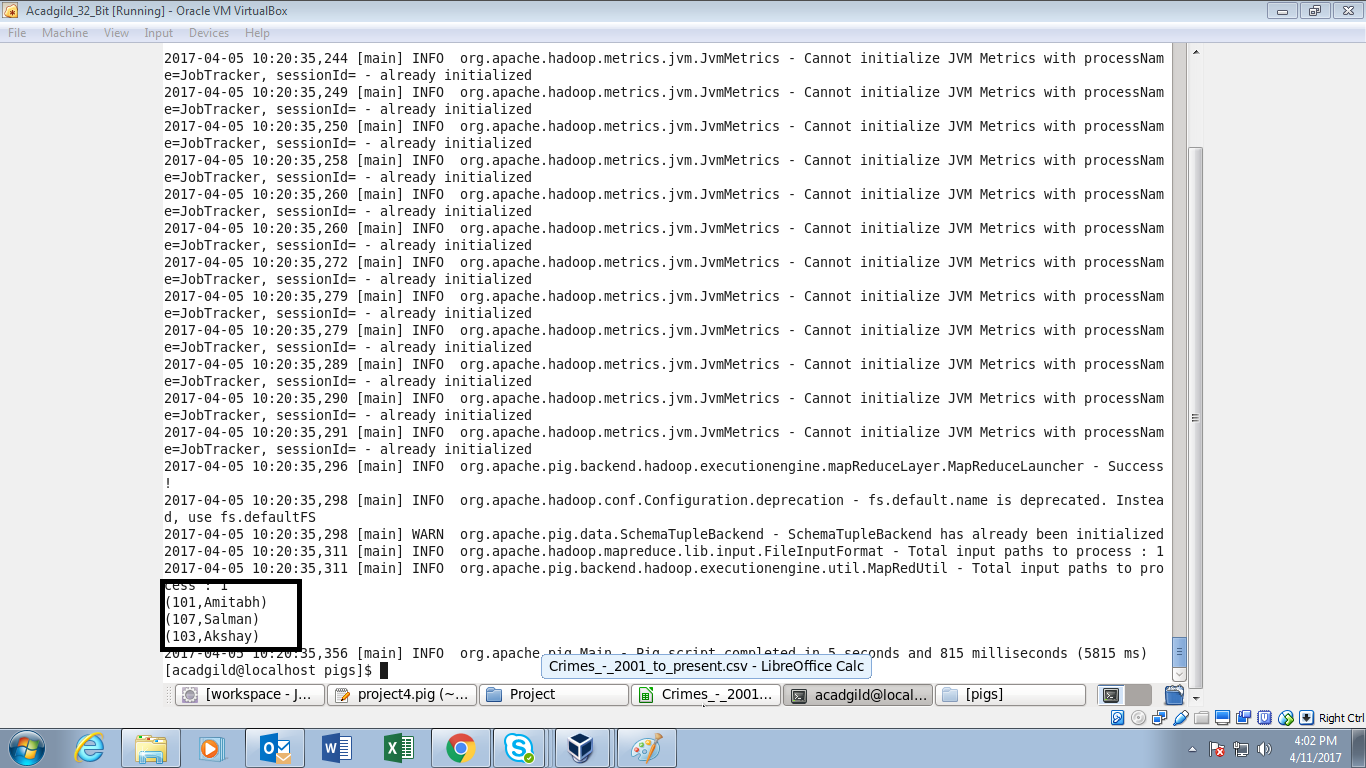 Acadgild_32_Bit [Running] - Oracle VM VirtualBox
File Machine View Input Devices Help
2017-04-05 10:20:35,244 [main] INFO  org.apache.hadoop.metrics.jvm.JvmMetrics - Cannot initialize JVM Metrics with processNam
e=JobTracker, sessionId= - already initialized
2017-04-05 10:20:35,249 [main] INFO  org.apache.hadoop.metrics.jvm.JvmMetrics - Cannot initialize JVM Metrics with processNam
e=JobTracker, sessionId= - already initialized
2017-04-05 10:20:35,250 [main] INFO  org.apache.hadoop.metrics.jvm.JvmMetrics - Cannot initialize JVM Metrics with processNam
e=JobTracker, sessionId= - already initialized
2017-04-05 10:20:35,258 [main] INFO  org.apache.hadoop.metrics.jvm.JvmMetrics - Cannot initialize JVM Metrics with processNam
e=JobTracker, sessionId= - already initialized
2017-04-05 10:20:35,260 [main] INFO  org.apache.hadoop.metrics.jvm.JvmMetrics - Cannot initialize JVM Metrics with processNam
e=JobTracker, sessionId= - already initialized
2017-04-05 10:20:35,260 [main] INFO  org.apache.hadoop.metrics.jvm.JvmMetrics - Cannot initialize JVM Metrics with processNam
e=JobTracker, sessionId= - already initialized
2017-04-05 10:20:35,272 [main] INFO  org.apache.hadoop.metrics.jvm.JvmMetrics - Cannot initialize JVM Metrics with processNam
e=JobTracker, sessionId= - already initialized
2017-04-05 10:20:35,279 [main] INFO  org.apache.hadoop.metrics.jvm.JvmMetrics - Cannot initialize JVM Metrics with processNam
e=JobTracker, sessionId= - already initialized
2017-04-05 10:20:35,279 [main] INFO  org.apache.hadoop.metrics.jvm.JvmMetrics - Cannot initialize JVM Metrics with processNam
e=JobTracker, sessionId= - already initialized
2017-04-05 10:20:35,289 [main] INFO  org.apache.hadoop.metrics.jvm.JvmMetrics - Cannot initialize JVM Metrics with processNam
e=JobTracker, sessionId= - already initialized
2017-04-05 10:20:35,290 [main] INFO  org.apache.hadoop.metrics.jvm.JvmMetrics - Cannot initialize JVM Metrics with processNam
e=JobTracker, sessionId= - already initialized
2017-04-05 10:20:35,291 [main] INFO  org.apache.hadoop.metrics.jvm.JvmMetrics - Cannot initialize JVM Metrics with processNam
e=JobTracker, sessionId= - already initialized
2017-04-05 10:20:35,296 [main] INFO  org.apache.pig.backend.hadoop.executionengine.mapReduceLayer.MapReduceLauncher - Success
!
2017-04-05 10:20:35,298 [main] INFO  org.apache.hadoop.conf.Configuration.deprecation - fs.default.name is deprecated. Instea
d, use fs.defaultFS
2017-04-05 10:20:35,298 [main] WARN  org.apache.pig.data.SchemaTupleBackend - SchemaTupleBackend has already been initialized
2017-04-05 10:20:35,311 [main] INFO  org.apache.hadoop.mapreduce.lib.input.FileInputFormat - Total input paths to process : 1
2017-04-05 10:20:35,311 [main] INFO  org.apache.pig.backend.hadoop.executionengine.util.MapRedUtil - Total input paths to pro
cess : 1
(101,Amitabh)
(107,Salman)
(103,Akshay)
2017-04-05 10:20:35,356 [main] INFO  org.apache.pig.Main - Pig script completed in 5 seconds and 815 milliseconds (5815 ms)
[acadgild@localhost pigs]$
Crimes_-_2001_to_present.csv - LibreOffice Calc
[workspace - J... project4.pig (~... Project Crimes_-_2001... acadgild@local... [pigs]
Right Ctrl
4:02 PM
4/11/2017